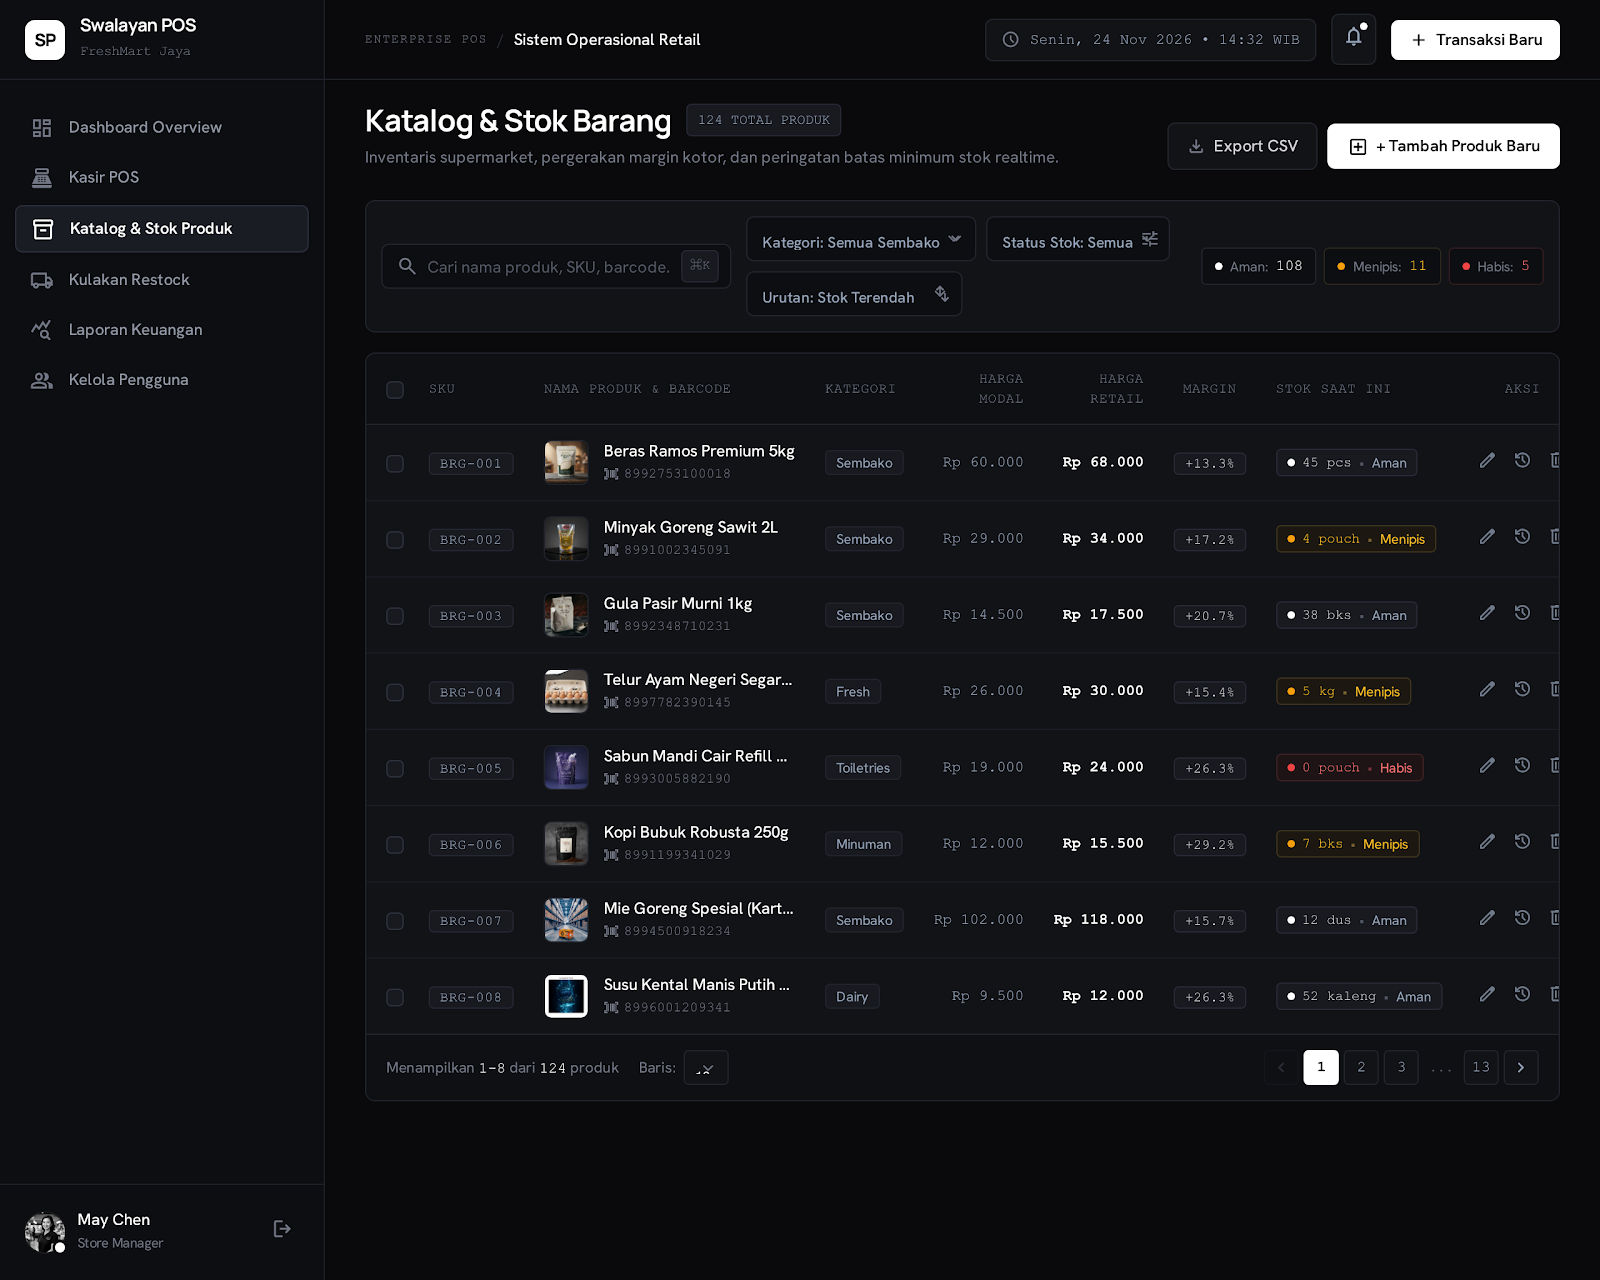 SP
Swalayan POS
FreshMart Jaya
Dashboard Overview
Kasir POS
Katalog & Stok Produk
Kulakan Restock
Laporan Keuangan
Kelola Pengguna
May Chen
Store Manager
ENTERPRISE POS / Sistem Operasional Retail
Senin, 24 Nov 2026 • 14:32 WIB
Transaksi Baru
Katalog & Stok Barang
124 TOTAL PRODUK
Inventaris supermarket, pergerakan margin kotor, dan peringatan batas minimum stok realtime.
Export CSV
+ Tambah Produk Baru
Cari nama produk, SKU, barcode.
⌘K
Kategori: Semua Sembako
Status Stok: Semua
Urutan: Stok Terendah
Aman: 108
Menipis: 11
Habis: 5
SKU NAMA PRODUK & BARCODE KATEGORI HARGA MODAL HARGA RETAIL MARGIN STOK SAAT INI AKSI
BRG-001 Beras Ramos Premium 5kg Sembako Rp 60.000 Rp 68.000 +13.3% 45 pcs • Aman
8992753100018
BRG-002 Minyak Goreng Sawit 2L Sembako Rp 29.000 Rp 34.000 +17.2% 4 pouch • Menipis
8991002345091
BRG-003 Gula Pasir Murni 1kg Sembako Rp 14.500 Rp 17.500 +20.7% 38 bks • Aman
8992348710231
BRG-004 Telur Ayam Negeri Segar... Fresh Rp 26.000 Rp 30.000 +15.4% 5 kg • Menipis
8997782390145
BRG-005 Sabun Mandi Cair Refill ... Toiletries Rp 19.000 Rp 24.000 +26.3% 0 pouch • Habis
8993005882190
BRG-006 Kopi Bubuk Robusta 250g Minuman Rp 12.000 Rp 15.500 +29.2% 7 bks • Menipis
8991199341029
BRG-007 Mie Goreng Spesial (Kart... Sembako Rp 102.000 Rp 118.000 +15.7% 12 dus • Aman
8994500918234
BRG-008 Susu Kental Manis Putih ... Dairy Rp 9.500 Rp 12.000 +26.3% 52 kaleng • Aman
8996001209341
Menampilkan 1-8 dari 124 produk Baris:
1 2 3 ... 13